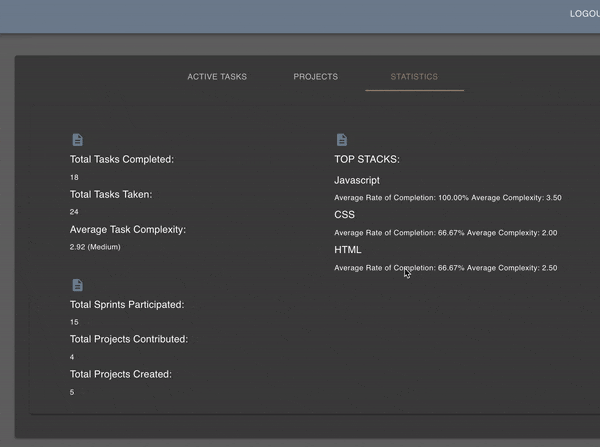 ACTIVE TASKS PROJECTS STATISTICS
Total Tasks Completed:
18
Total Tasks Taken:
24
Average Task Complexity:
2.92 (Medium)
Total Sprints Participated:
15
Total Projects Contributed:
4
Total Projects Created:
5
TOP STACKS:
Javascript
Average Rate of Completion: 100.00% Average Complexity: 3.50
CSS
Average Rate of Completion: 66.67% Average Complexity: 2.00
HTML
Average Rate of Completion: 66.67% Average Complexity: 2.50